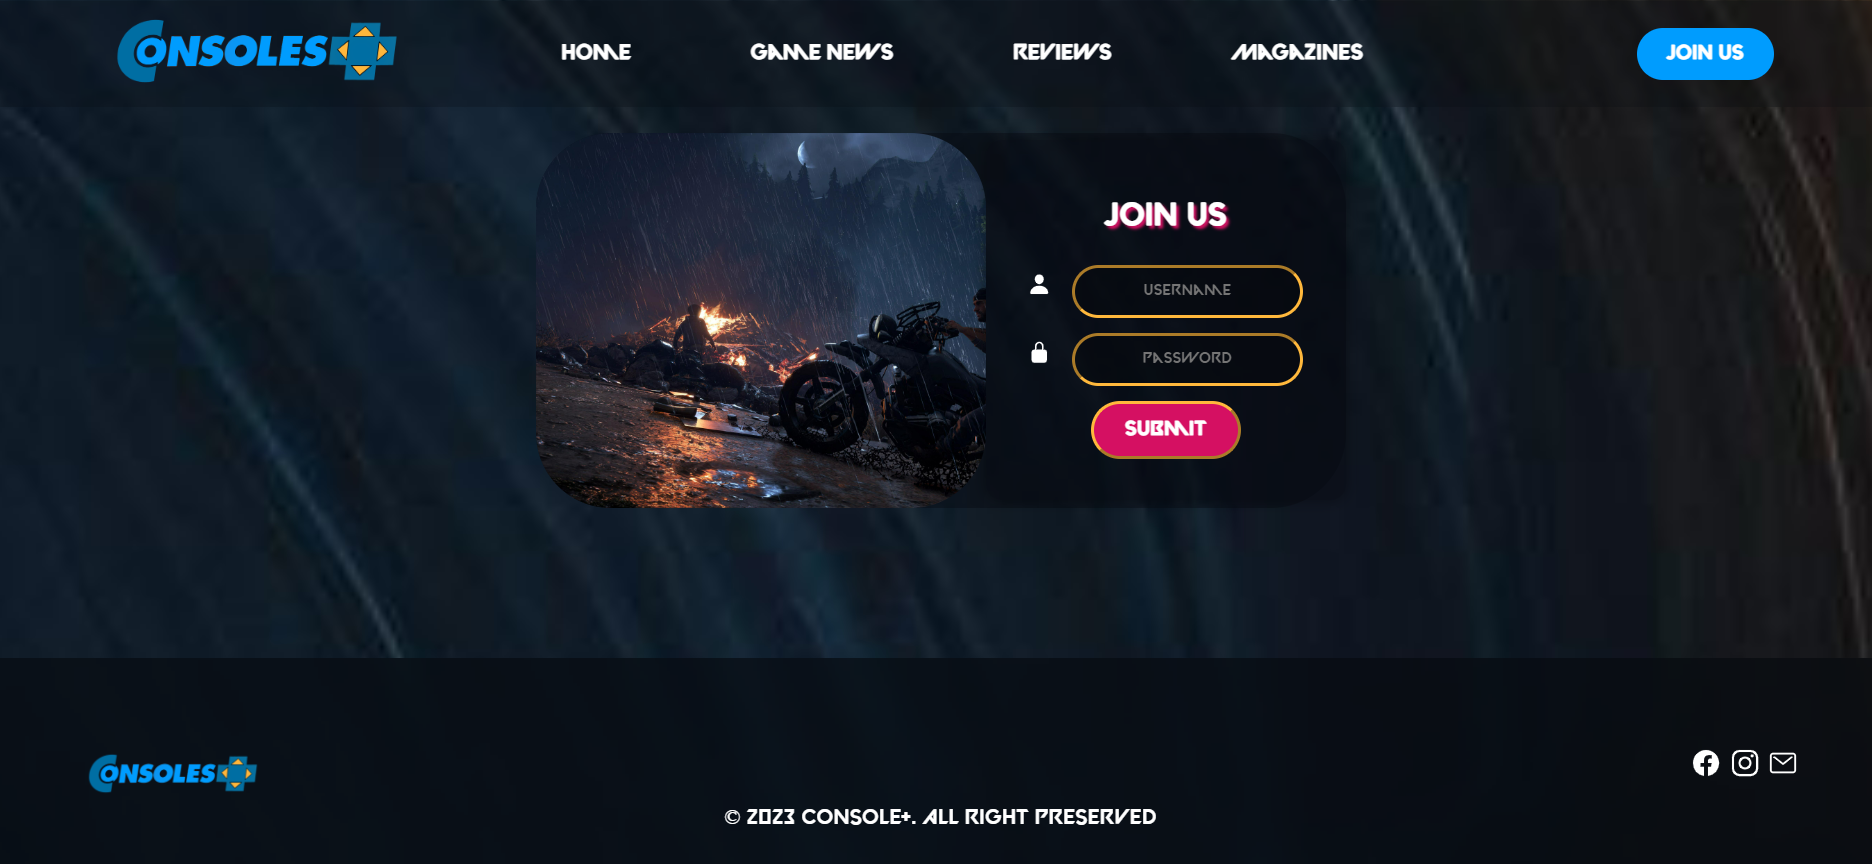 CONSOLES+
HOME
GAME NEWS
REVIEWS
MAGAZINES
JOIN US
JOIN US
USERNAME
PASSWORD
SUBMIT
CONSOLES+
© 2023 CONSOLE+. ALL RIGHT PRESERVED